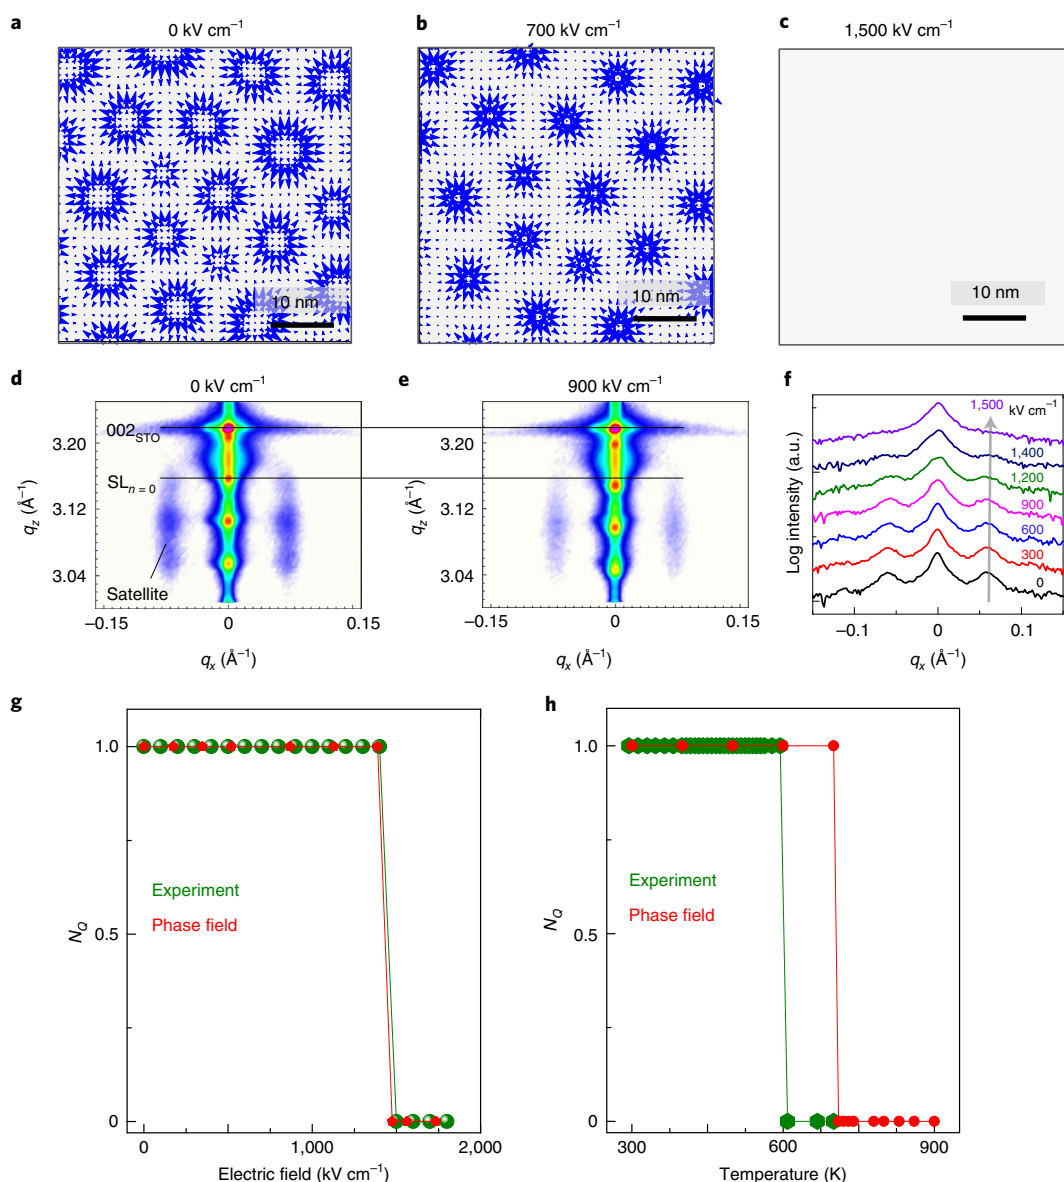 a
0 kV cm⁻¹
10 nm
b
700 kV cm⁻¹
10 nm
c
1,500 kV cm⁻¹
10 nm
d
0 kV cm⁻¹
002STO
SLn = 0
Satellite
3.20
3.12
3.04
qz (Å⁻¹)
−0.15
0
0.15
qx (Å⁻¹)
e
900 kV cm⁻¹
3.20
3.12
3.04
qz (Å⁻¹)
−0.15
0
0.15
qx (Å⁻¹)
f
1,500
kV cm⁻¹
1,400
1,200
900
600
300
0
Log intensity (a.u.)
−0.1
0
0.1
qx (Å⁻¹)
g
1.0
0.5
0
NQ
Experiment
Phase field
0
1,000
2,000
Electric field (kV cm⁻¹)
h
1.0
0.5
0
NQ
Experiment
Phase field
300
600
900
Temperature (K)